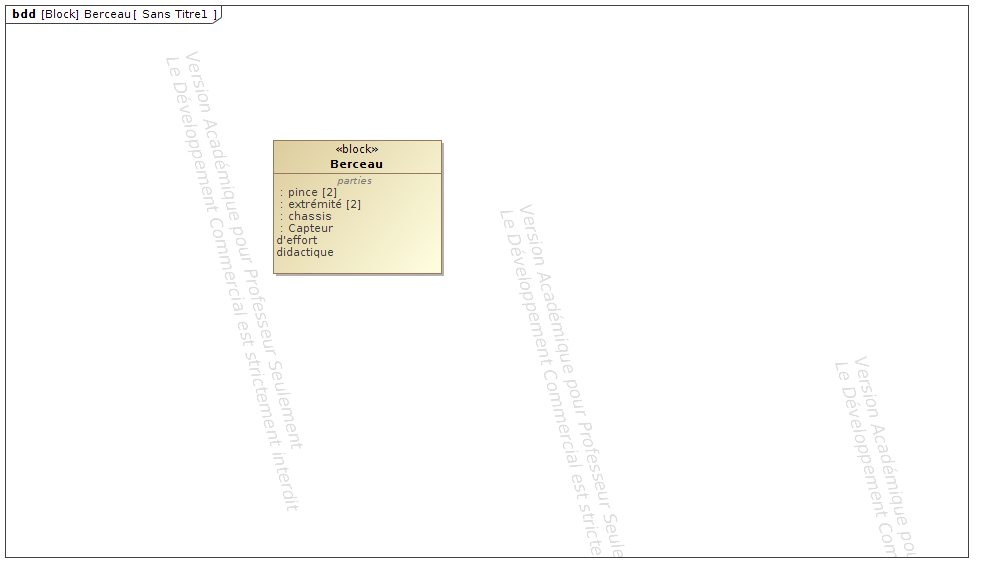 bdd [Block] Berceau[ Sans Titre1 ]
«block»
Berceau
parties
: pince [2]
: extrémité [2]
: chassis
: Capteur
d'effort
didactique
Version Académique pour Professeur Seulement
Le Développement Commercial est strictement interdit
Version Académique pour Professeur Seule
Le Développement Commercial est stricte
Version Académique pou
Le Développement Com